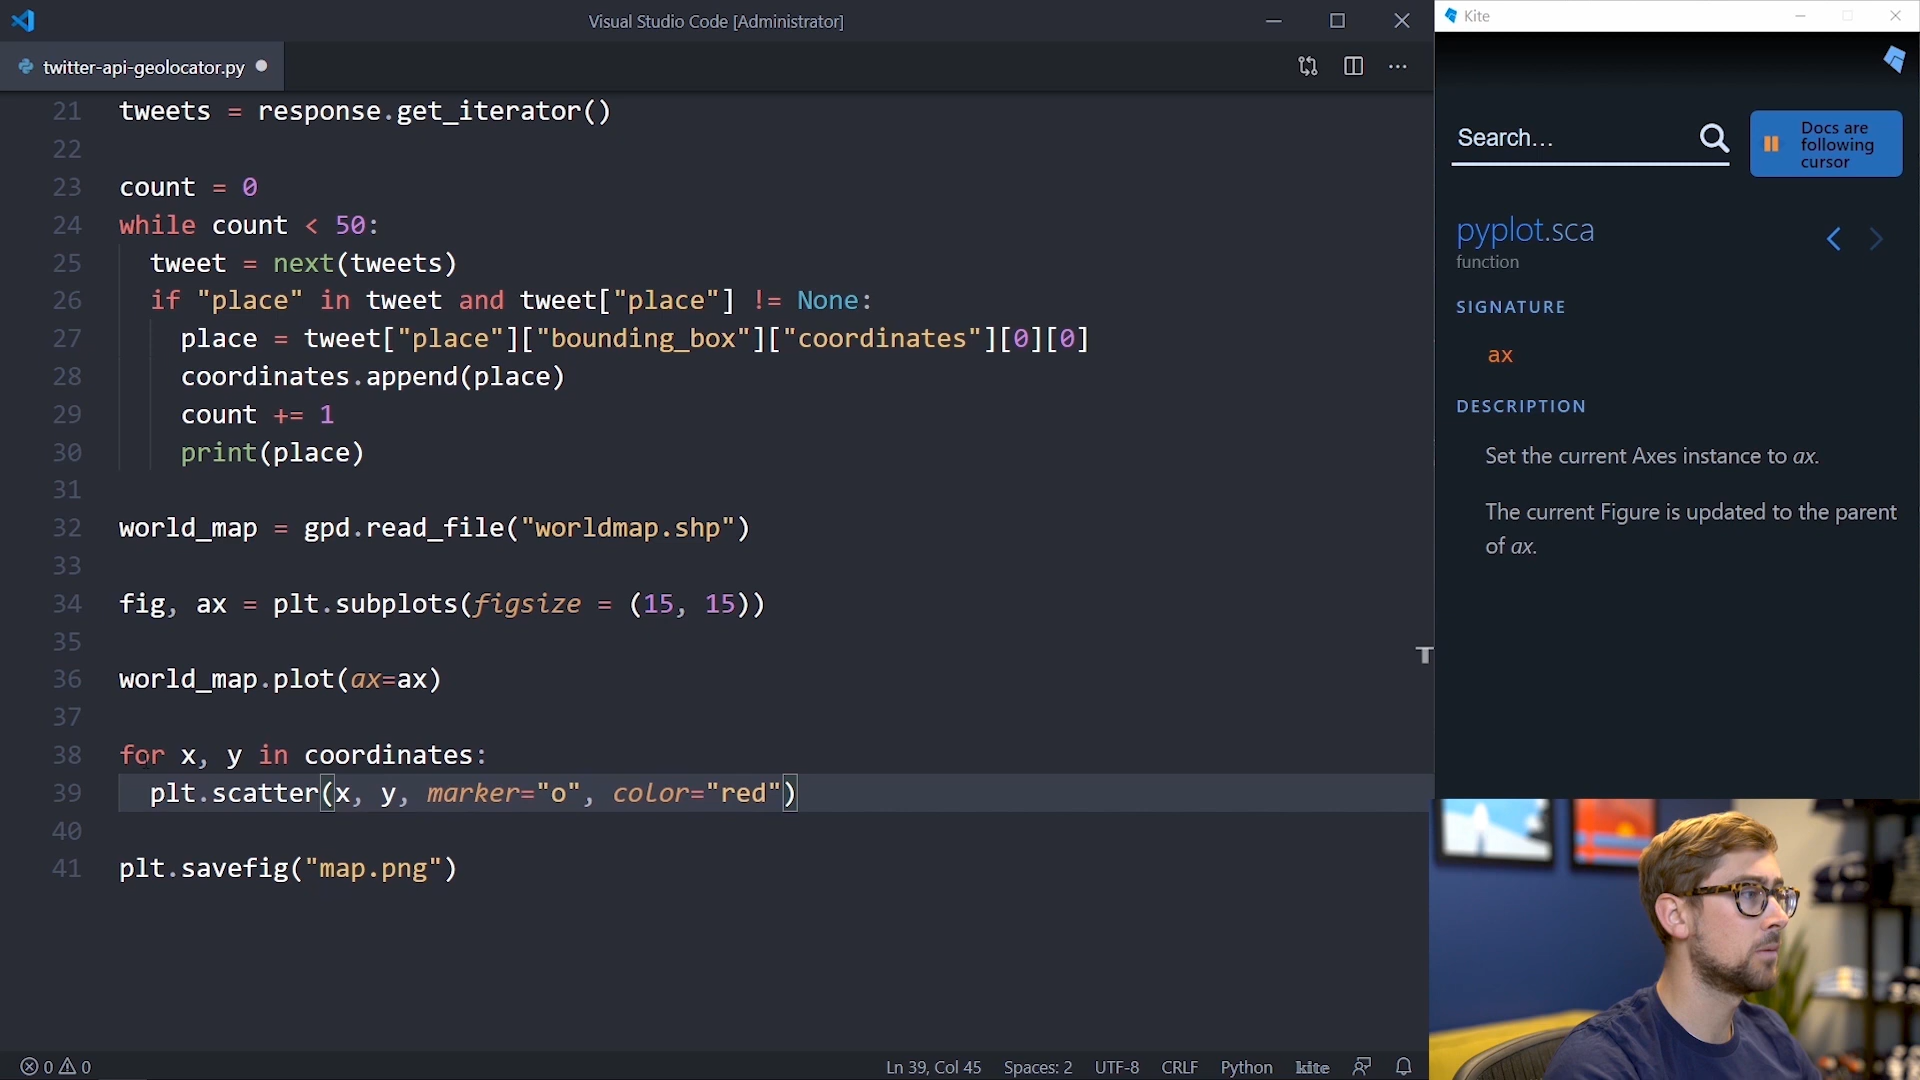 Visual Studio Code [Administrator]
twitter-api-geolocator.py
21 tweets = response.get_iterator()
22
23 count = 0
24 while count < 50:
25 tweet = next(tweets)
26 if "place" in tweet and tweet["place"] != None:
27 place = tweet["place"]["bounding_box"]["coordinates"][0][0]
28 coordinates.append(place)
29 count += 1
30 print(place)
31
32 world_map = gpd.read_file("worldmap.shp")
33
34 fig, ax = plt.subplots(figsize = (15, 15))
35
36 world_map.plot(ax=ax)
37
38 for x, y in coordinates:
39 plt.scatter(x, y, marker="o", color="red")
40
41 plt.savefig("map.png")
0 0
Ln 39, Col 45 Spaces: 2 UTF-8 CRLF Python kite
Kite
Search...
Docs are
following
cursor
pyplot.sca
function
SIGNATURE
ax
DESCRIPTION
Set the current Axes instance to ax.
The current Figure is updated to the parent
of ax.